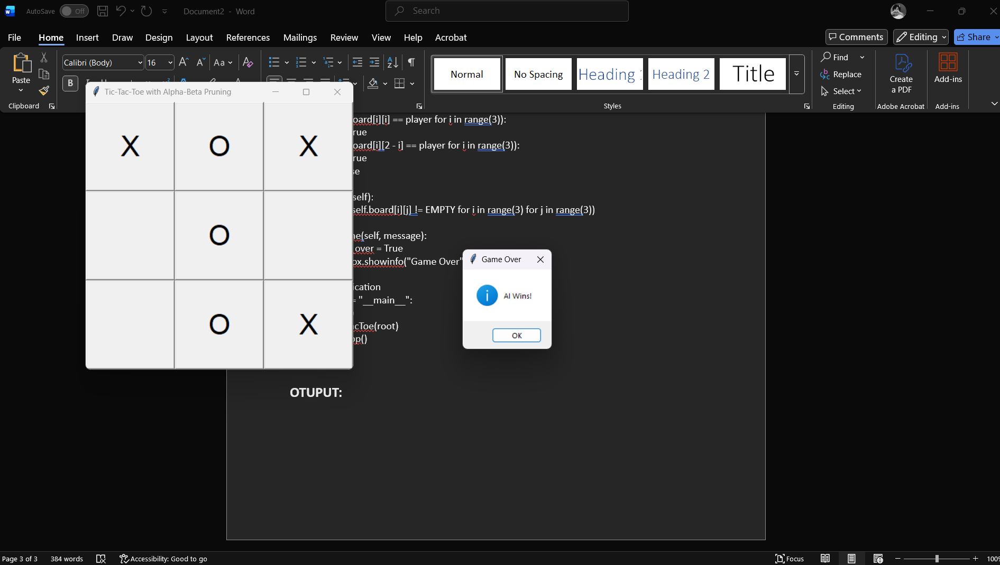 AutoSave Off Document2 - Word Search
File Home Insert Draw Design Layout References Mailings Review View Help Acrobat Comments Editing Share
Paste
Clipboard
Calibri (Body) 16 Aa
B
Normal No Spacing Heading Heading 2 Title
Styles
Find
Replace
Select
Editing
Create
a PDF
Adobe Acrobat
Add-ins
Add-ins
Tic-Tac-Toe with Alpha-Beta Pruning
X O X
O
O X
oard[i][i] == player for i in range(3)):
rue
oard[i][2 - i] == player for i in range(3)):
rue
se
self):
self.board[i][j] != EMPTY for i in range(3) for j in range(3))
ne(self, message):
_over = True
ox.showinfo("Game Over"
ication
= "__main__":
acToe(root)
op()
Game Over
AI Wins!
OK
OTUPUT:
Page 3 of 3 384 words Accessibility: Good to go Focus 100%